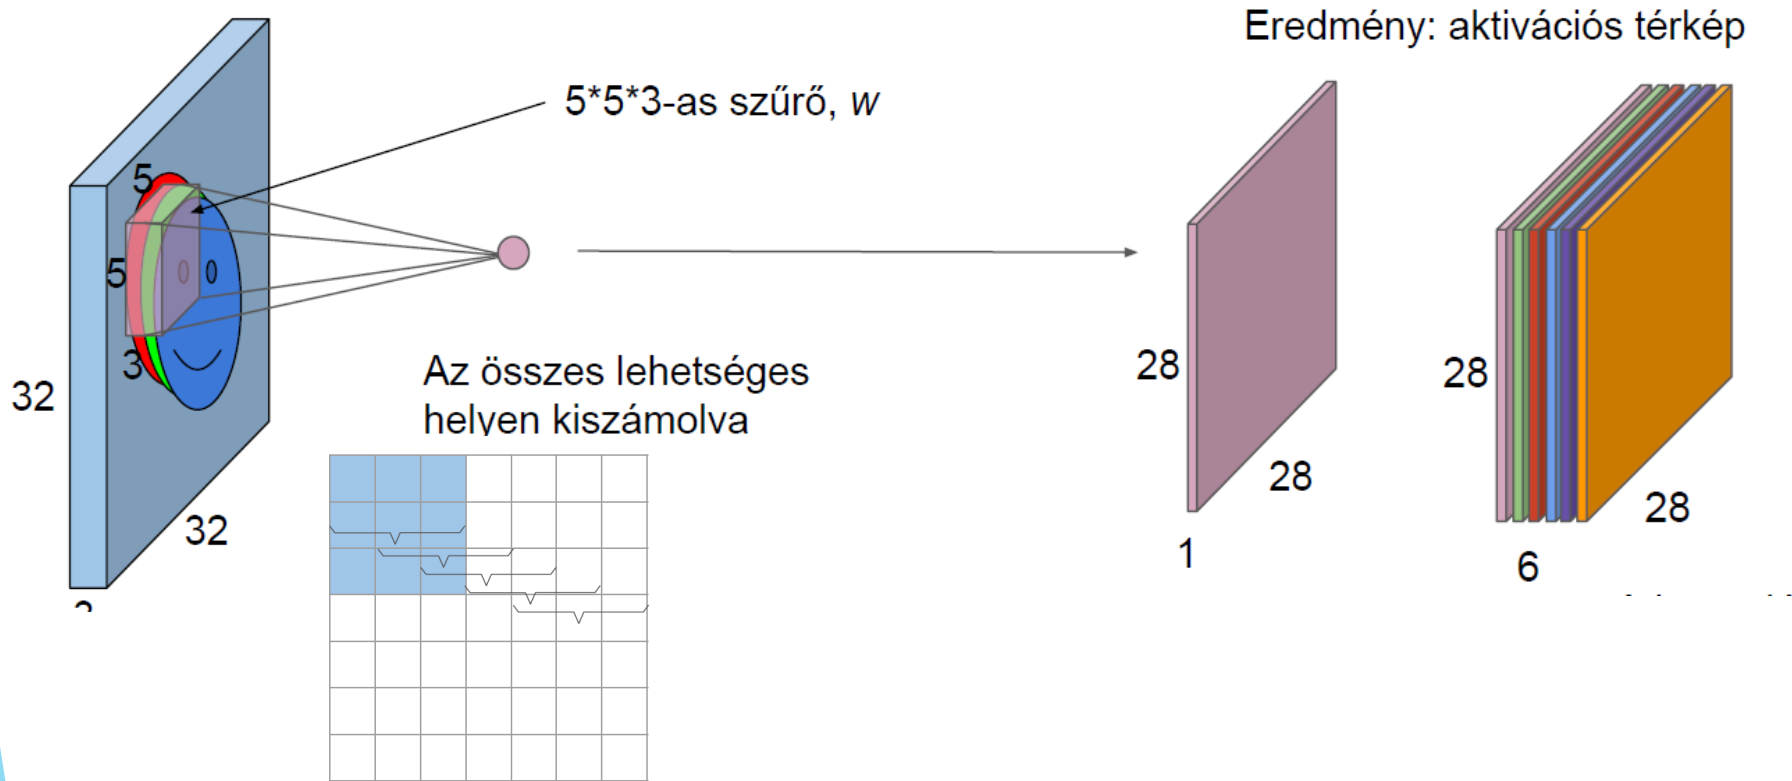 Eredmény: aktivációs térkép
5*5*3-as szűrő, w
5
5
3
32
32
Az összes lehetséges
helyen kiszámolva
28
28
1
28
28
6